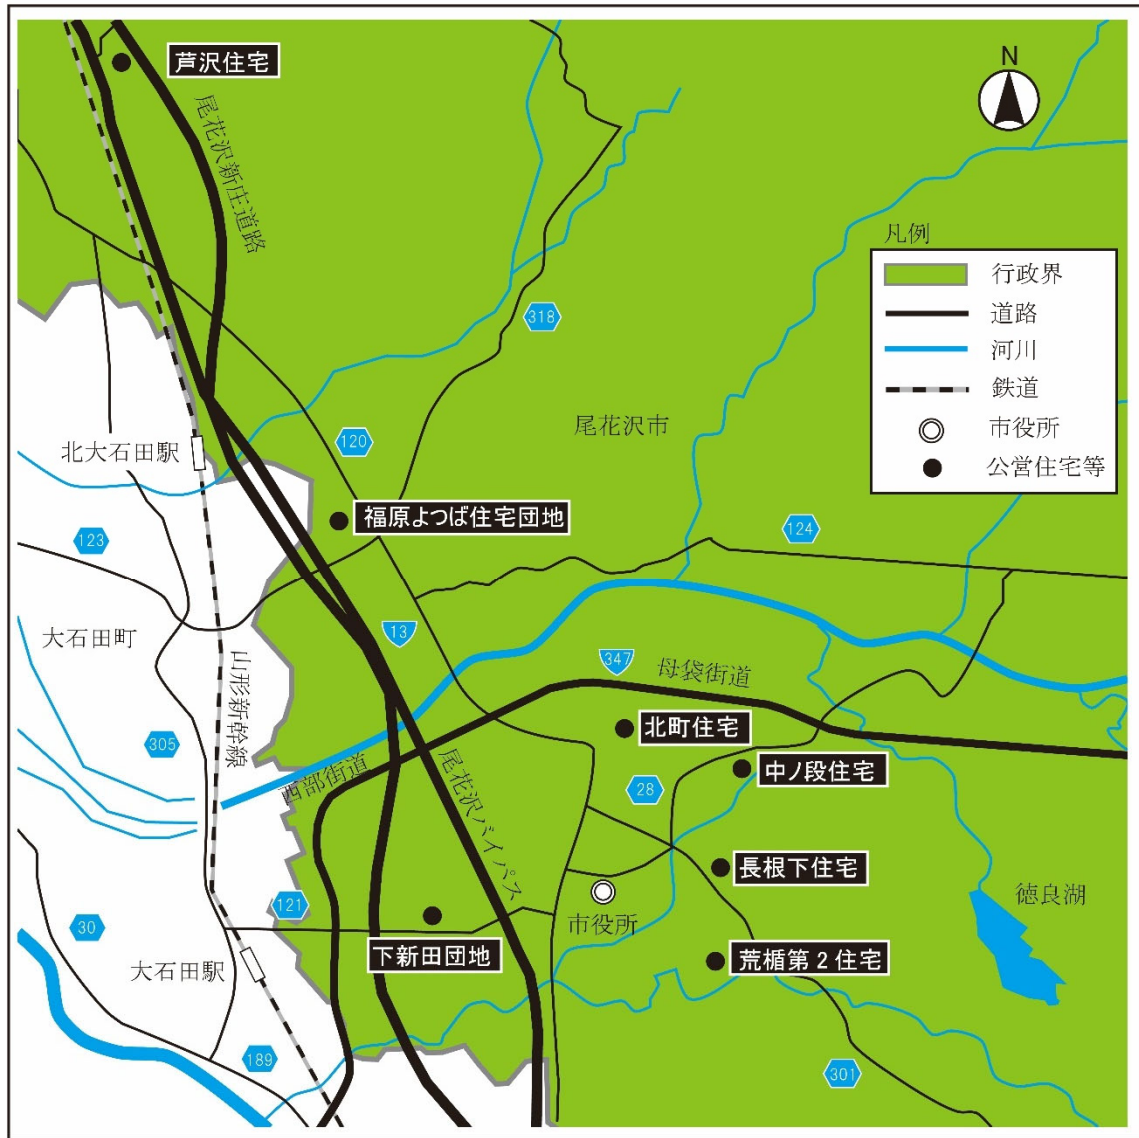 芦沢住宅
N
尾花沢新庄道路
凡例
行政界
道路
河川
鉄道
市役所
公営住宅等
318
尾花沢市
120
北大石田駅
福原よつば住宅団地
123
124
13
大石田町
347
母袋街道
山形新幹線
北町住宅
305
西部街道
尾花沢バイパス
中ノ段住宅
28
長根下住宅
徳良湖
121
市役所
30
下新田団地
荒楯第2住宅
大石田駅
189
301